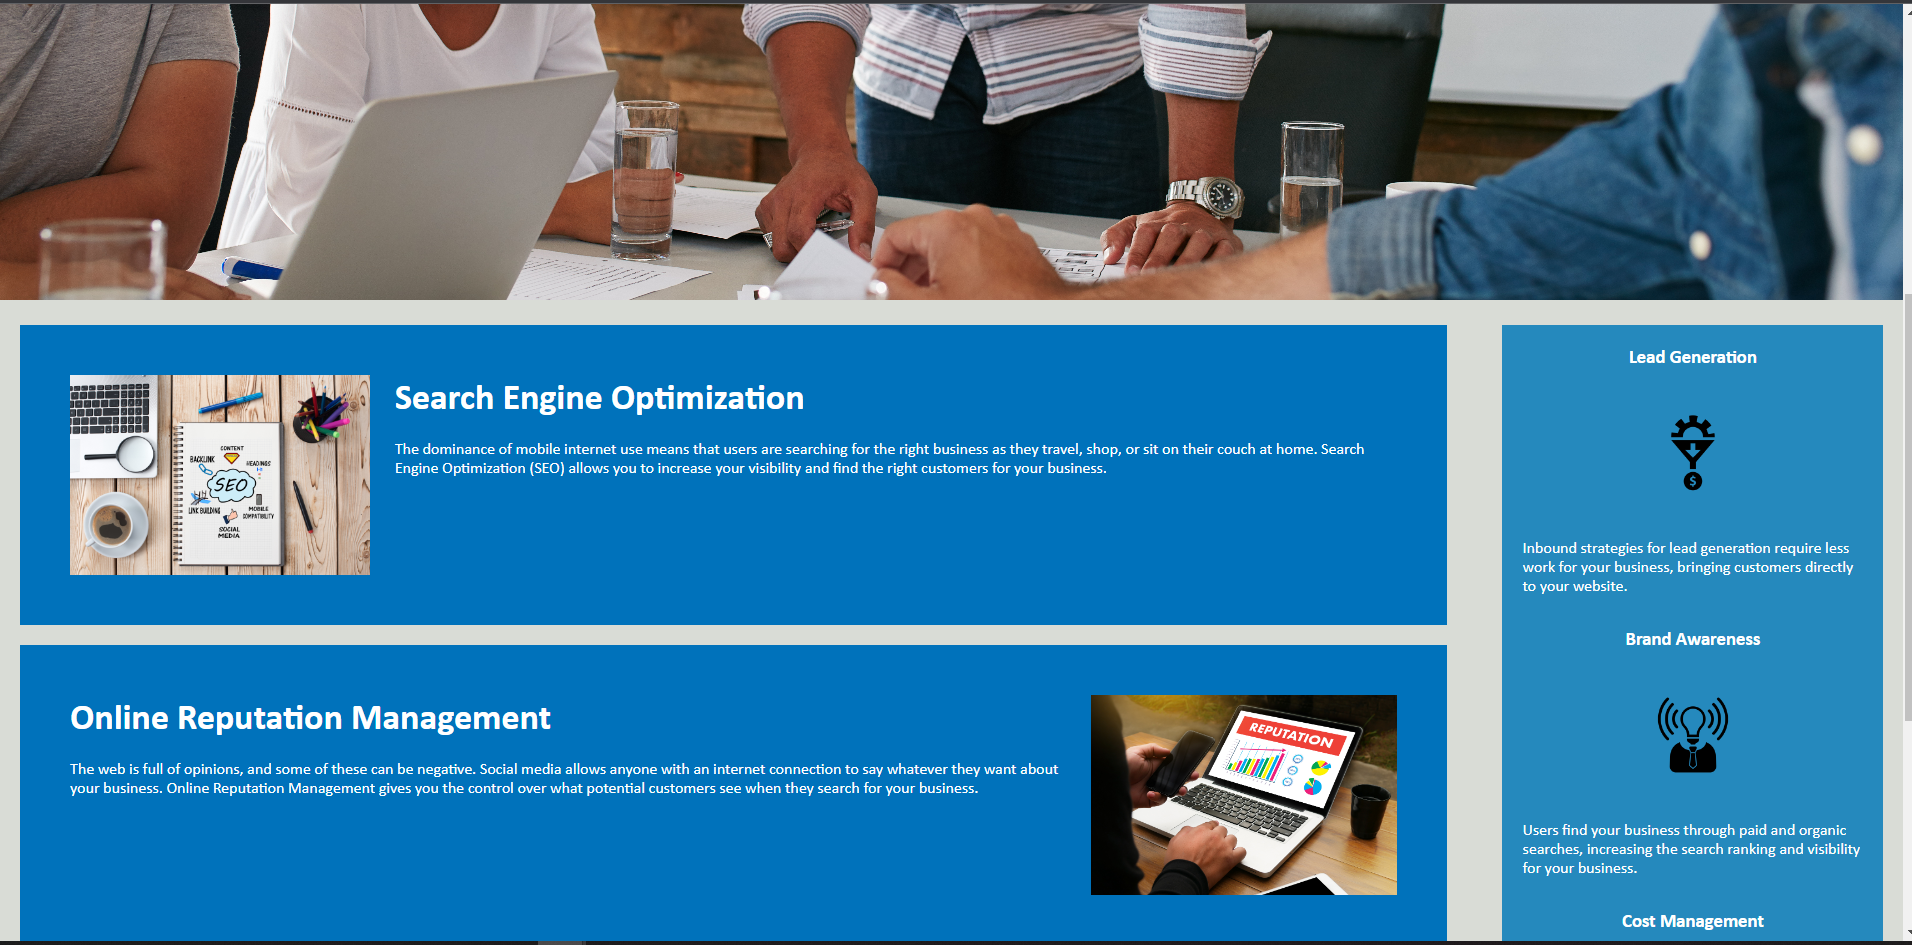 Search Engine Optimization
The dominance of mobile internet use means that users are searching for the right business as they travel, shop, or sit on their couch at home. Search
Engine Optimization (SEO) allows you to increase your visibility and find the right customers for your business.
CONTENT
BACKLINK
HEADINGS
SEO
LINK BUILDING
MOBILE
COMPATIBILITY
SOCIAL
MEDIA
Online Reputation Management
The web is full of opinions, and some of these can be negative. Social media allows anyone with an internet connection to say whatever they want about
your business. Online Reputation Management gives you the control over what potential customers see when they search for your business.
REPUTATION
Lead Generation
$
Inbound strategies for lead generation require less
work for your business, bringing customers directly
to your website.
Brand Awareness
Users find your business through paid and organic
searches, increasing the search ranking and visibility
for your business.
Cost Management